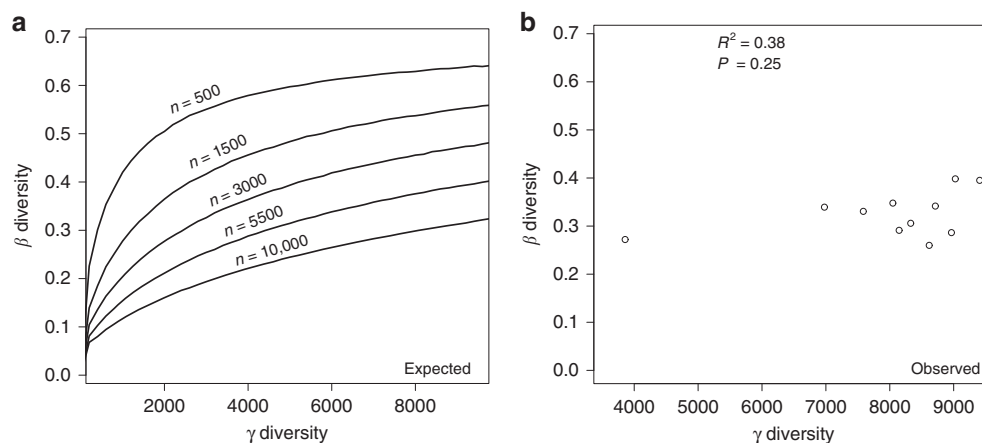 a
0.7
0.6
0.5
0.4
0.3
0.2
0.1
0.0
β diversity
n = 500
n = 1500
n = 3000
n = 5500
n = 10,000
Expected
2000 4000 6000 8000
γ diversity
b
0.7
0.6
0.5
0.4
0.3
0.2
0.1
0.0
β diversity
R² = 0.38
P = 0.25
Observed
4000 5000 6000 7000 8000 9000
γ diversity